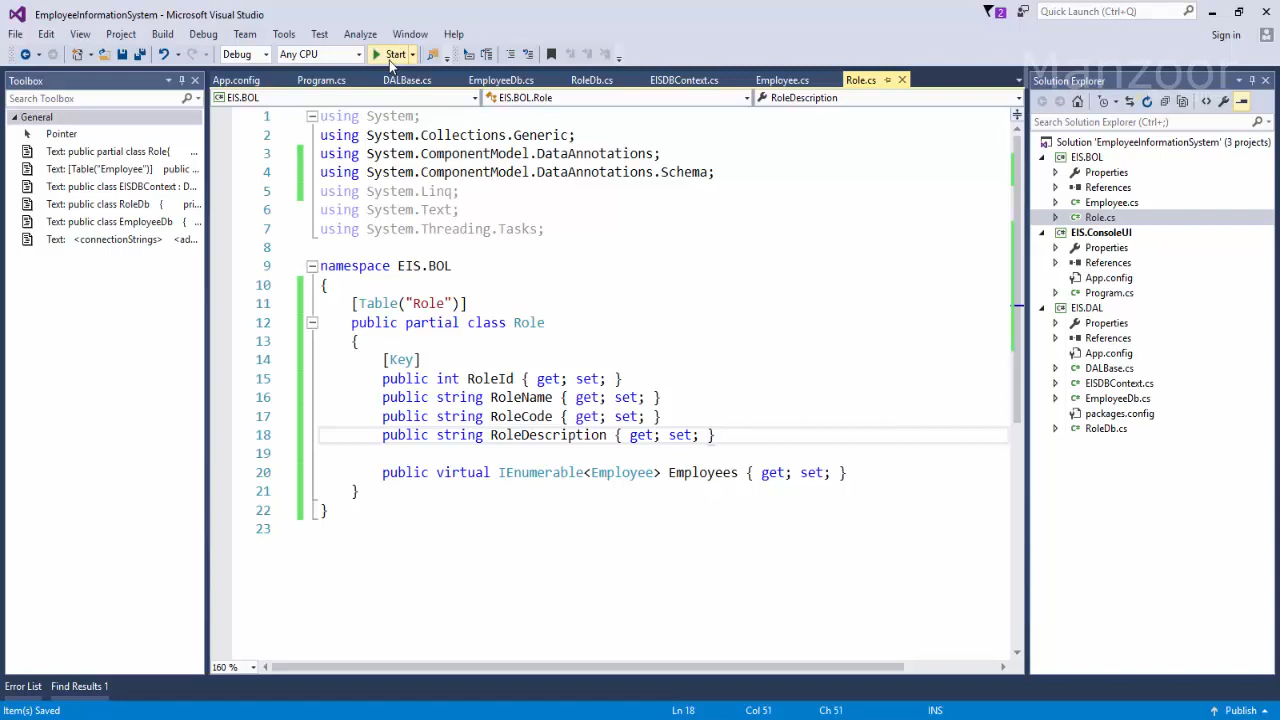 EmployeeInformationSystem - Microsoft Visual Studio
2
Quick Launch (Ctrl+;)
File Edit View Project Build Debug Team Tools Test Analyze Window Help
Sign in
Debug Any CPU Start
Manzoor
Toolbox
Search Toolbox
General
Pointer
Text: public partial class Role{
Text: [Table("Employee")] public ...
Text: public class EISDBContext : D...
Text: public class RoleDb { pri...
Text: public class EmployeeDb { ...
Text: <connectionStrings> <ad...
App.config Program.cs DALBase.cs EmployeeDb.cs RoleDb.cs EISDBContext.cs Employee.cs Role.cs
EIS.BOL EIS.BOL.Role RoleDescription
1 using System;
2 using System.Collections.Generic;
3 using System.ComponentModel.DataAnnotations;
4 using System.ComponentModel.DataAnnotations.Schema;
5 using System.Linq;
6 using System.Text;
7 using System.Threading.Tasks;
8
9 namespace EIS.BOL
10 {
11 [Table("Role")]
12 public partial class Role
13 {
14 [Key]
15 public int RoleId { get; set; }
16 public string RoleName { get; set; }
17 public string RoleCode { get; set; }
18 public string RoleDescription { get; set; }
19
20 public virtual IEnumerable<Employee> Employees { get; set; }
21 }
22 }
23
160 %
Solution Explorer
Search Solution Explorer (Ctrl+;)
Solution 'EmployeeInformationSystem' (3 projects)
EIS.BOL
Properties
References
Employee.cs
Role.cs
EIS.ConsoleUI
Properties
References
App.config
Program.cs
EIS.DAL
Properties
References
App.config
DALBase.cs
EISDBContext.cs
EmployeeDb.cs
packages.config
RoleDb.cs
Error List Find Results 1
Item(s) Saved Ln 18 Col 51 Ch 51 INS Publish